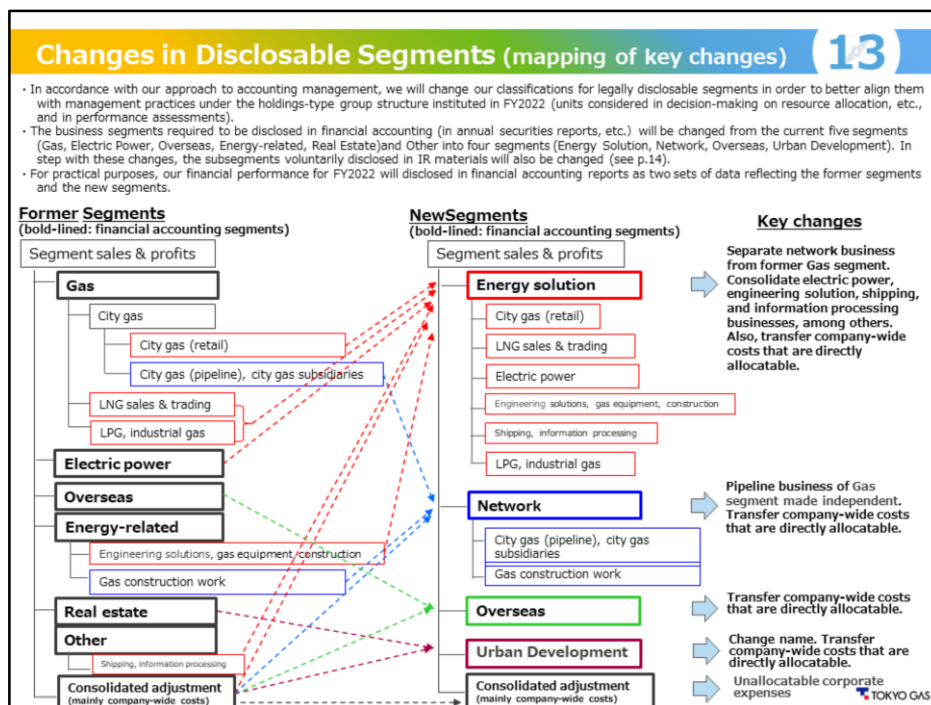 Changes in Disclosable Segments (mapping of key changes)
13
・In accordance with our approach to accounting management, we will change our classifications for legally disclosable segments in order to better align them
with management practices under the holdings-type group structure instituted in FY2022 (units considered in decision-making on resource allocation, etc.,
and in performance assessments).
・The business segments required to be disclosed in financial accounting (in annual securities reports, etc.) will be changed from the current five segments
(Gas, Electric Power, Overseas, Energy-related, Real Estate)and Other into four segments (Energy Solution, Network, Overseas, Urban Development). In
step with these changes, the subsegments voluntarily disclosed in IR materials will also be changed (see p.14).
・For practical purposes, our financial performance for FY2022 will disclosed in financial accounting reports as two sets of data reflecting the former segments
and the new segments.
Former Segments
(bold-lined: financial accounting segments)
Segment sales & profits
Gas
City gas
City gas (retail)
City gas (pipeline), city gas subsidiaries
LNG sales & trading
LPG, industrial gas
Electric power
Overseas
Energy-related
Engineering solutions, gas equipment, construction
Gas construction work
Real estate
Other
Shipping, information processing
Consolidated adjustment
(mainly company-wide costs)
NewSegments
(bold-lined: financial accounting segments)
Segment sales & profits
Energy solution
City gas (retail)
LNG sales & trading
Electric power
Engineering solutions, gas equipment, construction
Shipping, information processing
LPG, industrial gas
Network
City gas (pipeline), city gas
subsidiaries
Gas construction work
Overseas
Urban Development
Consolidated adjustment
(mainly company-wide costs)
Key changes
Separate network business
from former Gas segment.
Consolidate electric power,
engineering solution, shipping,
and information processing
businesses, among others.
Also, transfer company-wide
costs that are directly
allocatable.
Pipeline business of Gas
segment made independent.
Transfer company-wide costs
that are directly allocatable.
Transfer company-wide costs
that are directly allocatable.
Change name. Transfer
company-wide costs that are
directly allocatable.
Unallocatable corporate
expenses
TOKYO GAS